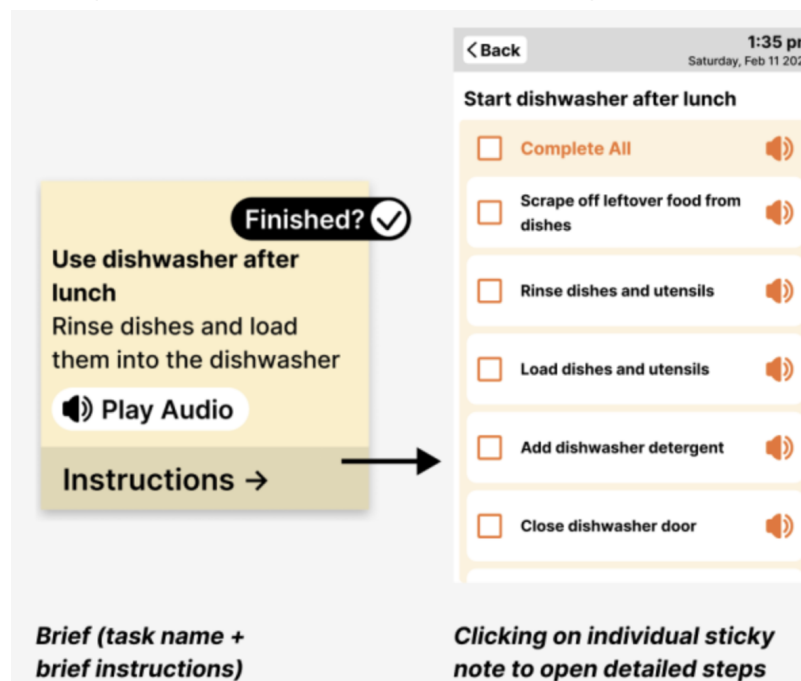 Finished?
Use dishwasher after
lunch
Rinse dishes and load
them into the dishwasher
Play Audio
Instructions →
Brief (task name +
brief instructions)
< Back
1:35 pm
Saturday, Feb 11 202
Start dishwasher after lunch
Complete All
Scrape off leftover food from
dishes
Rinse dishes and utensils
Load dishes and utensils
Add dishwasher detergent
Close dishwasher door
Clicking on individual sticky
note to open detailed steps